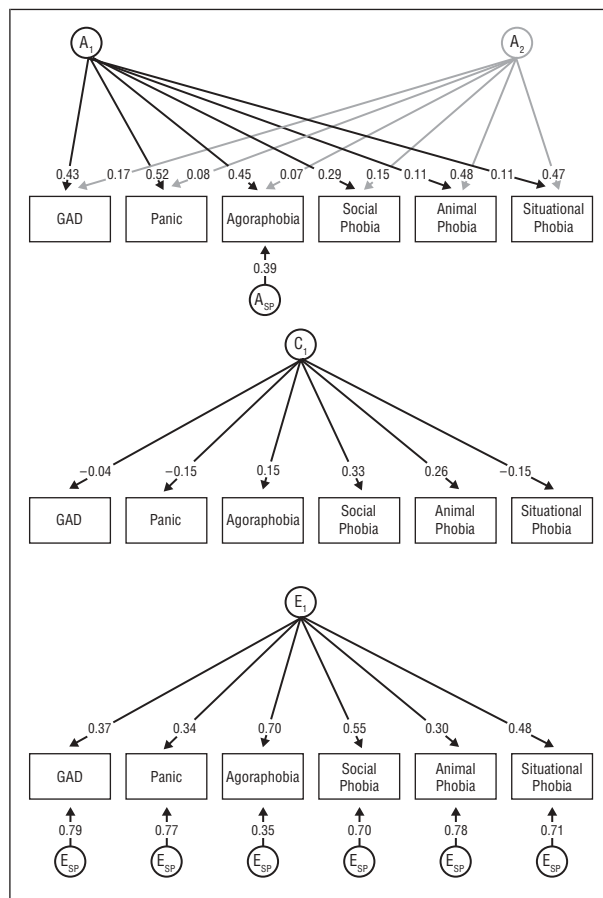 A1 A2
0.43 0.17 0.52 0.08 0.45 0.07 0.29 0.15 0.11 0.48 0.11 0.47
GAD Panic Agoraphobia Social Phobia Animal Phobia Situational Phobia
0.39
ASP
C1
−0.04 −0.15 0.15 0.33 0.26 −0.15
GAD Panic Agoraphobia Social Phobia Animal Phobia Situational Phobia
E1
0.37 0.34 0.70 0.55 0.30 0.48
GAD Panic Agoraphobia Social Phobia Animal Phobia Situational Phobia
0.79 0.77 0.35 0.70 0.78 0.71
ESP ESP ESP ESP ESP ESP